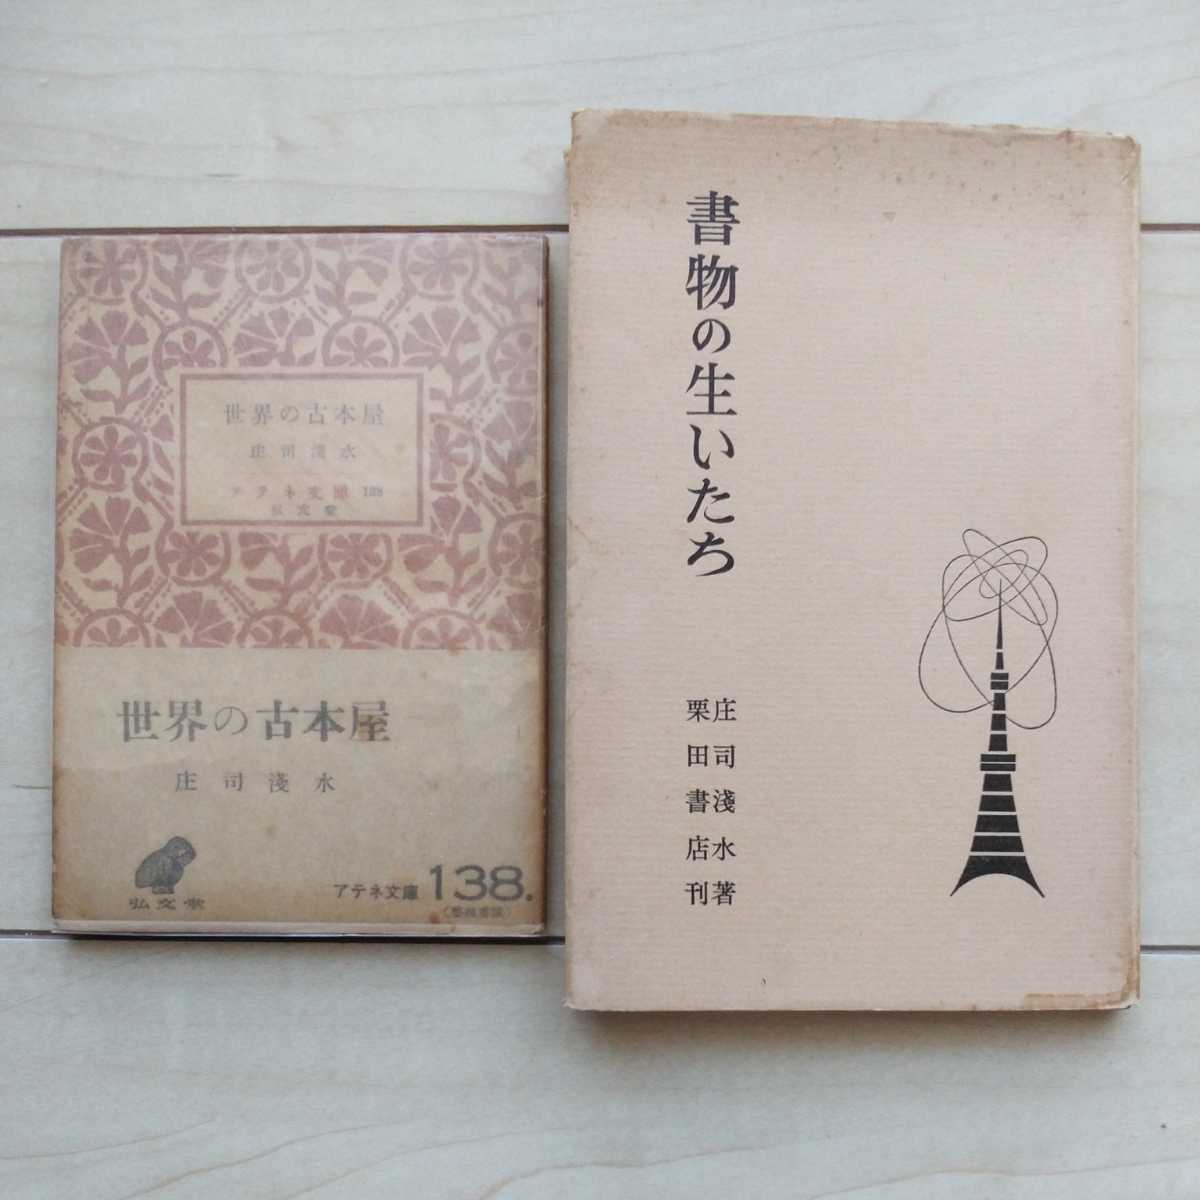 世界の古本屋
庄司淺水
アテネ文庫 138
弘文堂
世界の古本屋
庄司淺水
弘文堂
アテネ文庫 138.
書物の生いたち
庄司淺水著
栗田書店刊